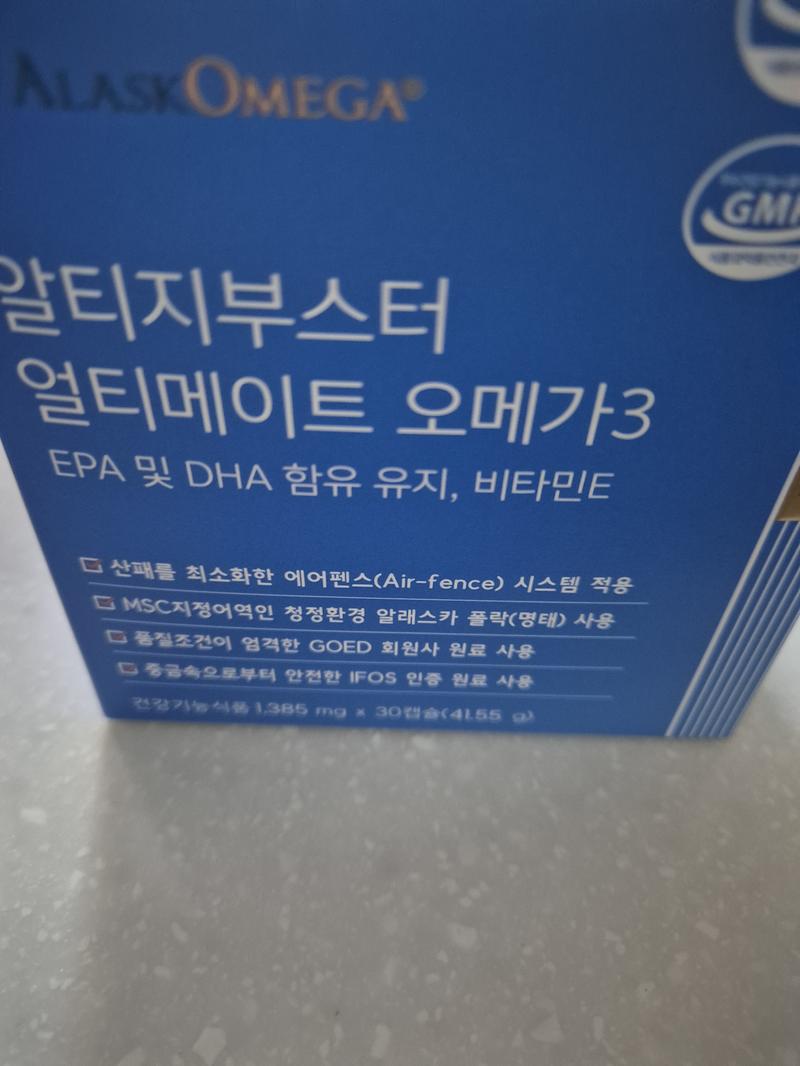 ALASKOMEGA®
GMP
알티지부스터
얼티메이트 오메가3
EPA 및 DHA 함유 유지, 비타민E
산패를 최소화한 에어펜스(Air-fence) 시스템 적용
MSC지정어역인 청정환경 알래스카 폴락(명태) 사용
품질조건이 엄격한 GOED 회원사 원료 사용
중금속으로부터 안전한 IFOS 인증 원료 사용
건강기능식품 1,385 mg x 30캡슐(41.55 g)